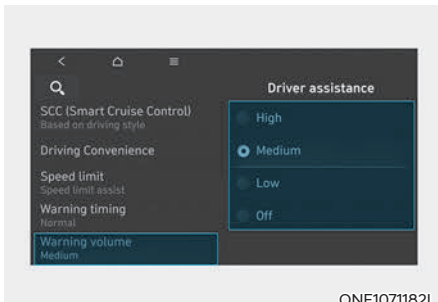 Driver assistance
SCC (Smart Cruise Control)
Based on driving style
Driving Convenience
Speed limit
Speed limit assist
Warning timing
Normal
Warning volume
Medium
High
Medium
Low
Off